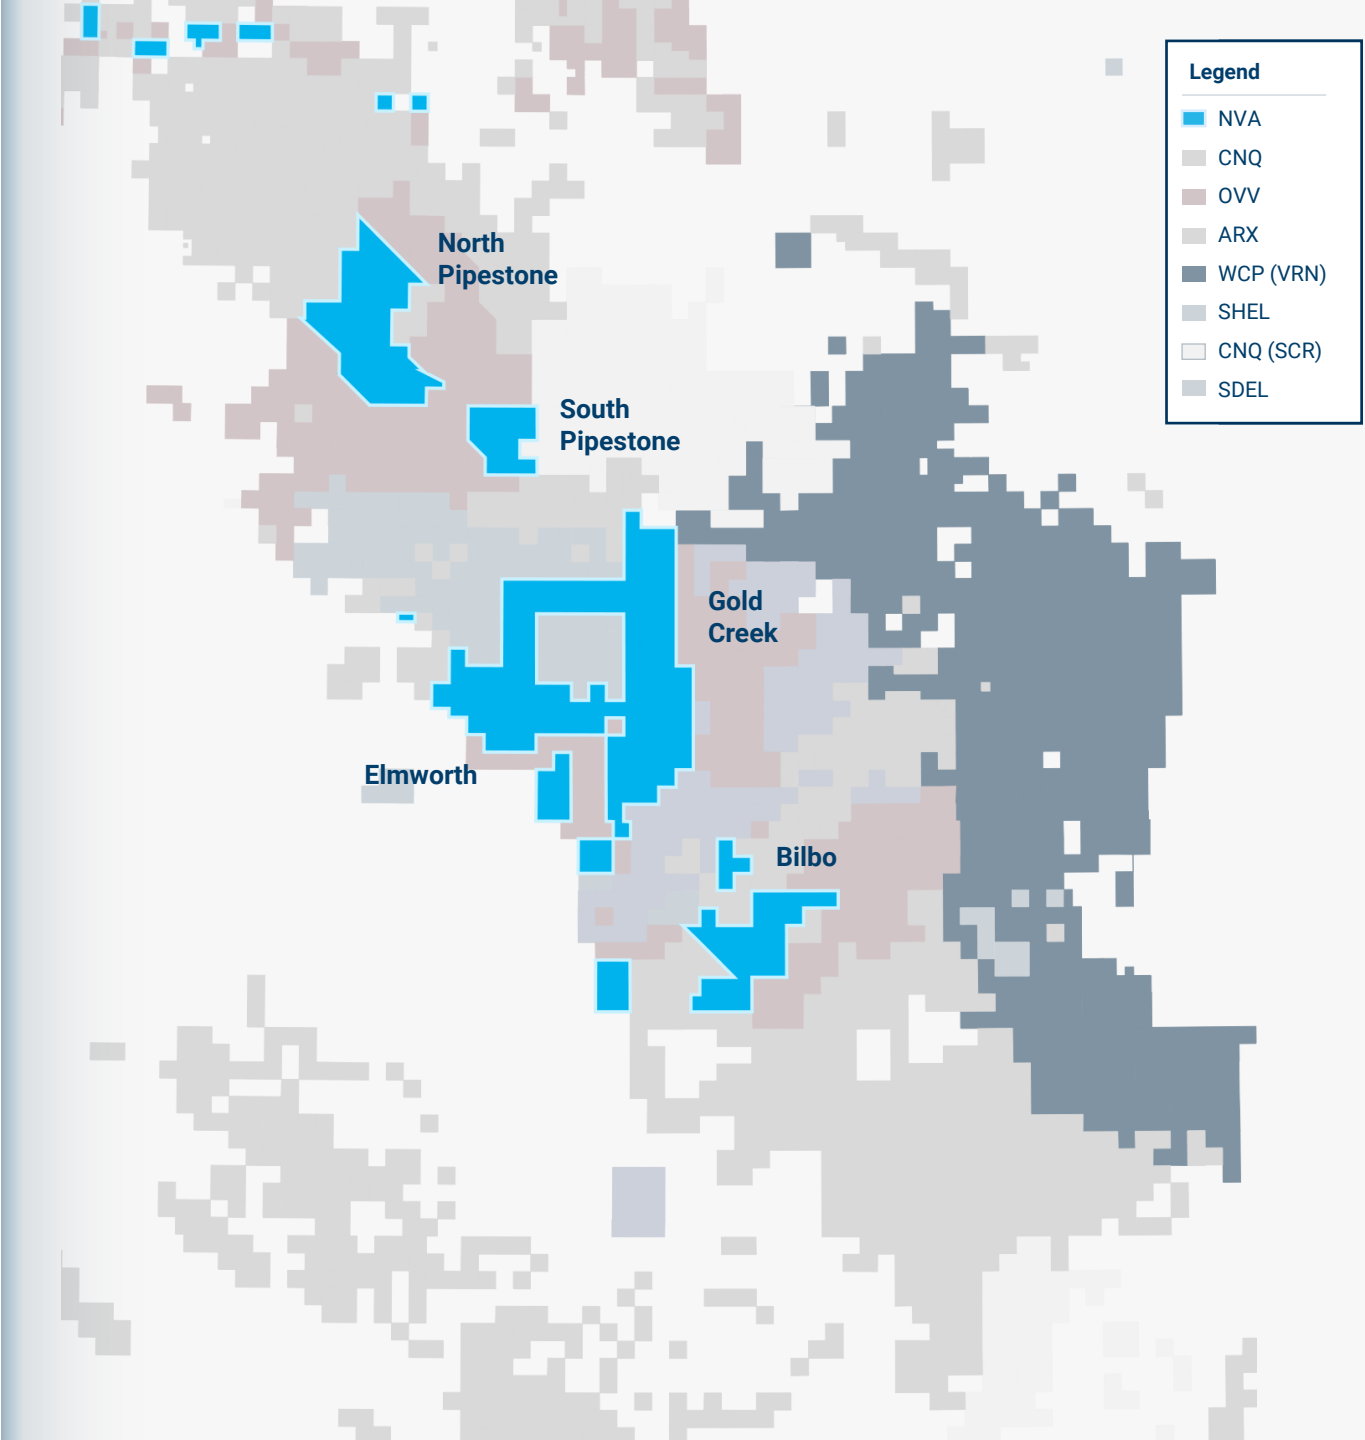 Legend
NVA
CNQ
OVV
ARX
WCP (VRN)
SHEL
CNQ (SCR)
SDEL
North
Pipestone
South
Pipestone
Gold
Creek
Elmworth
Bilbo